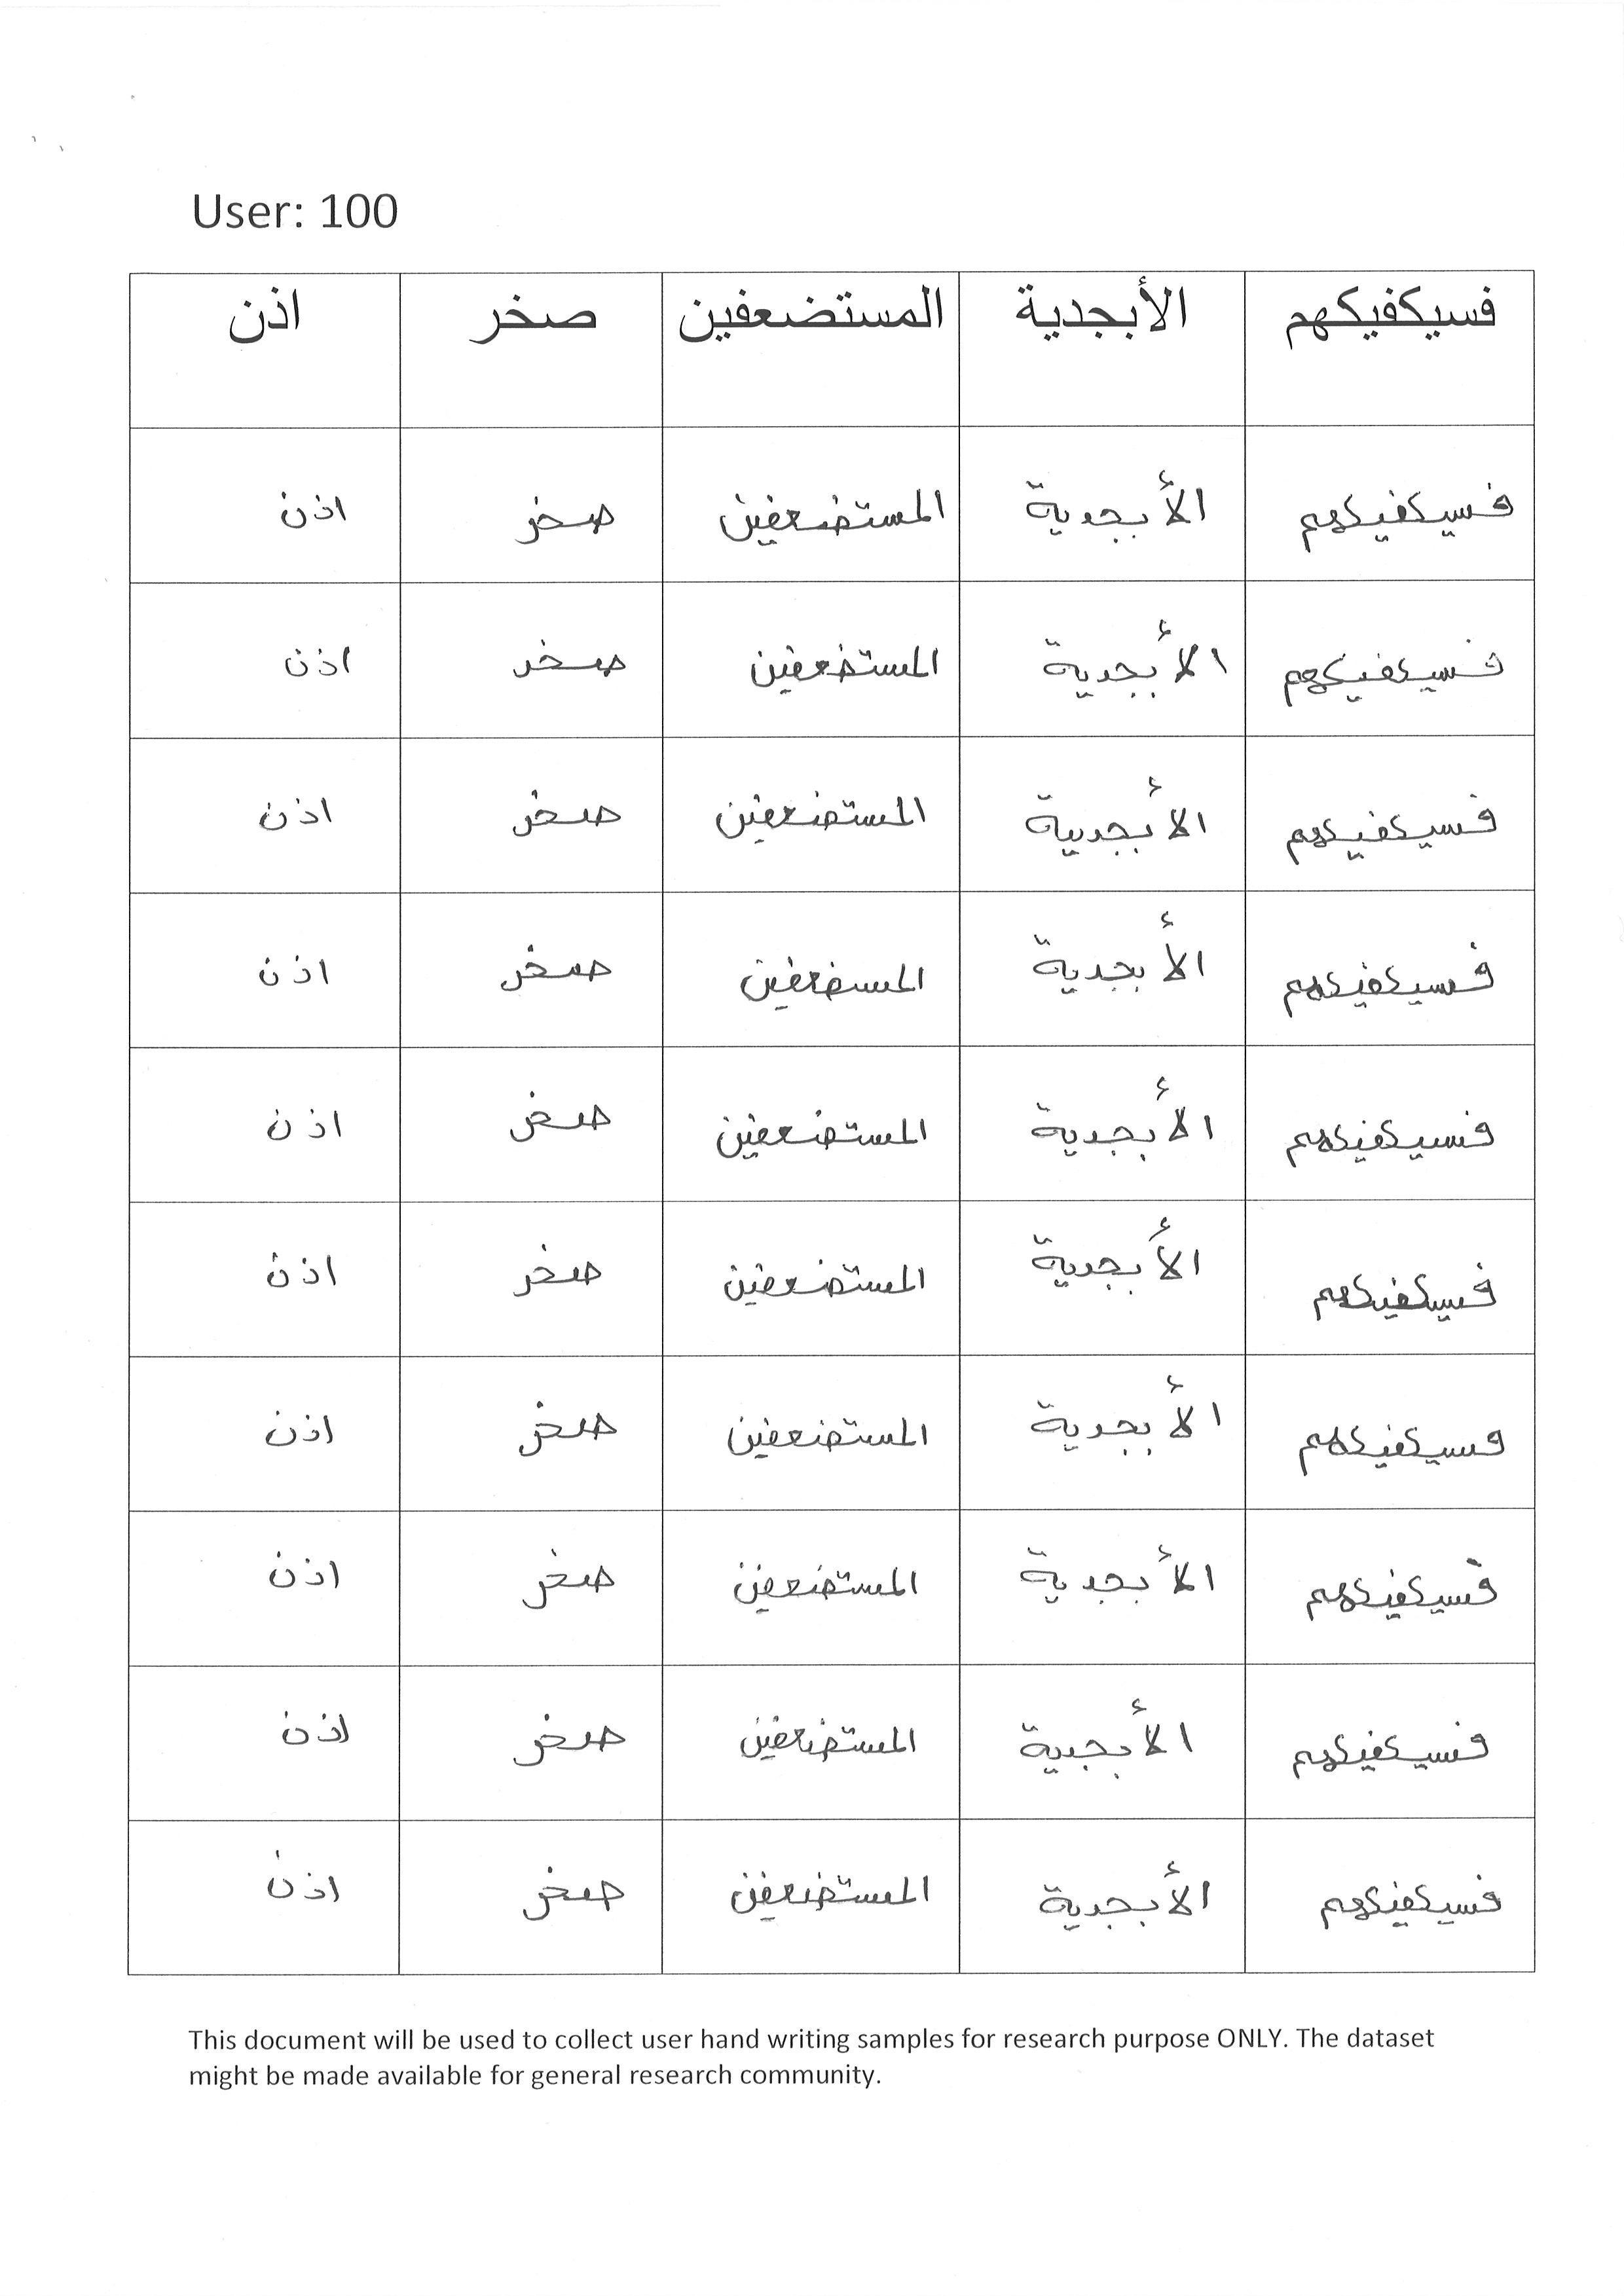 User: 100
فسيكفيكهم الأبجدية المستضعفين صخر اذن
فسيكفيكهم الأبجدية المستضعفين صخر اذن
فسيكفيكهم الأبجدية المستضعفين صخر اذن
فسيكفيكهم الأبجدية المستضعفين صخر اذن
فسيكفيكهم الأبجدية المستضعفين صخر اذن
فسيكفيكهم الأبجدية المستضعفين صخر اذن
فسيكفيكهم الأبجدية المستضعفين صخر اذن
فسيكفيكهم الأبجدية المستضعفين صخر اذن
فسيكفيكهم الأبجدية المستضعفين صخر اذن
فسيكفيكهم الأبجدية المستضعفين صخر اذن
فسيكفيكهم الأبجدية المستضعفين صخر اذن
This document will be used to collect user hand writing samples for research purpose ONLY. The dataset
might be made available for general research community.